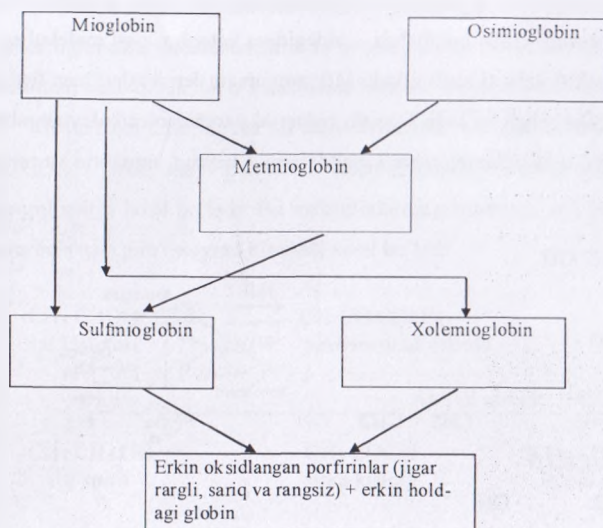 Mioglobin
Osimioglobin
Metmioglobin
Sulfmioglobin
Xolemioglobin
Erkin oksidlangan porfirinlar (jigar
rargli, sariq va rangsiz) + erkin hold-
agi globin